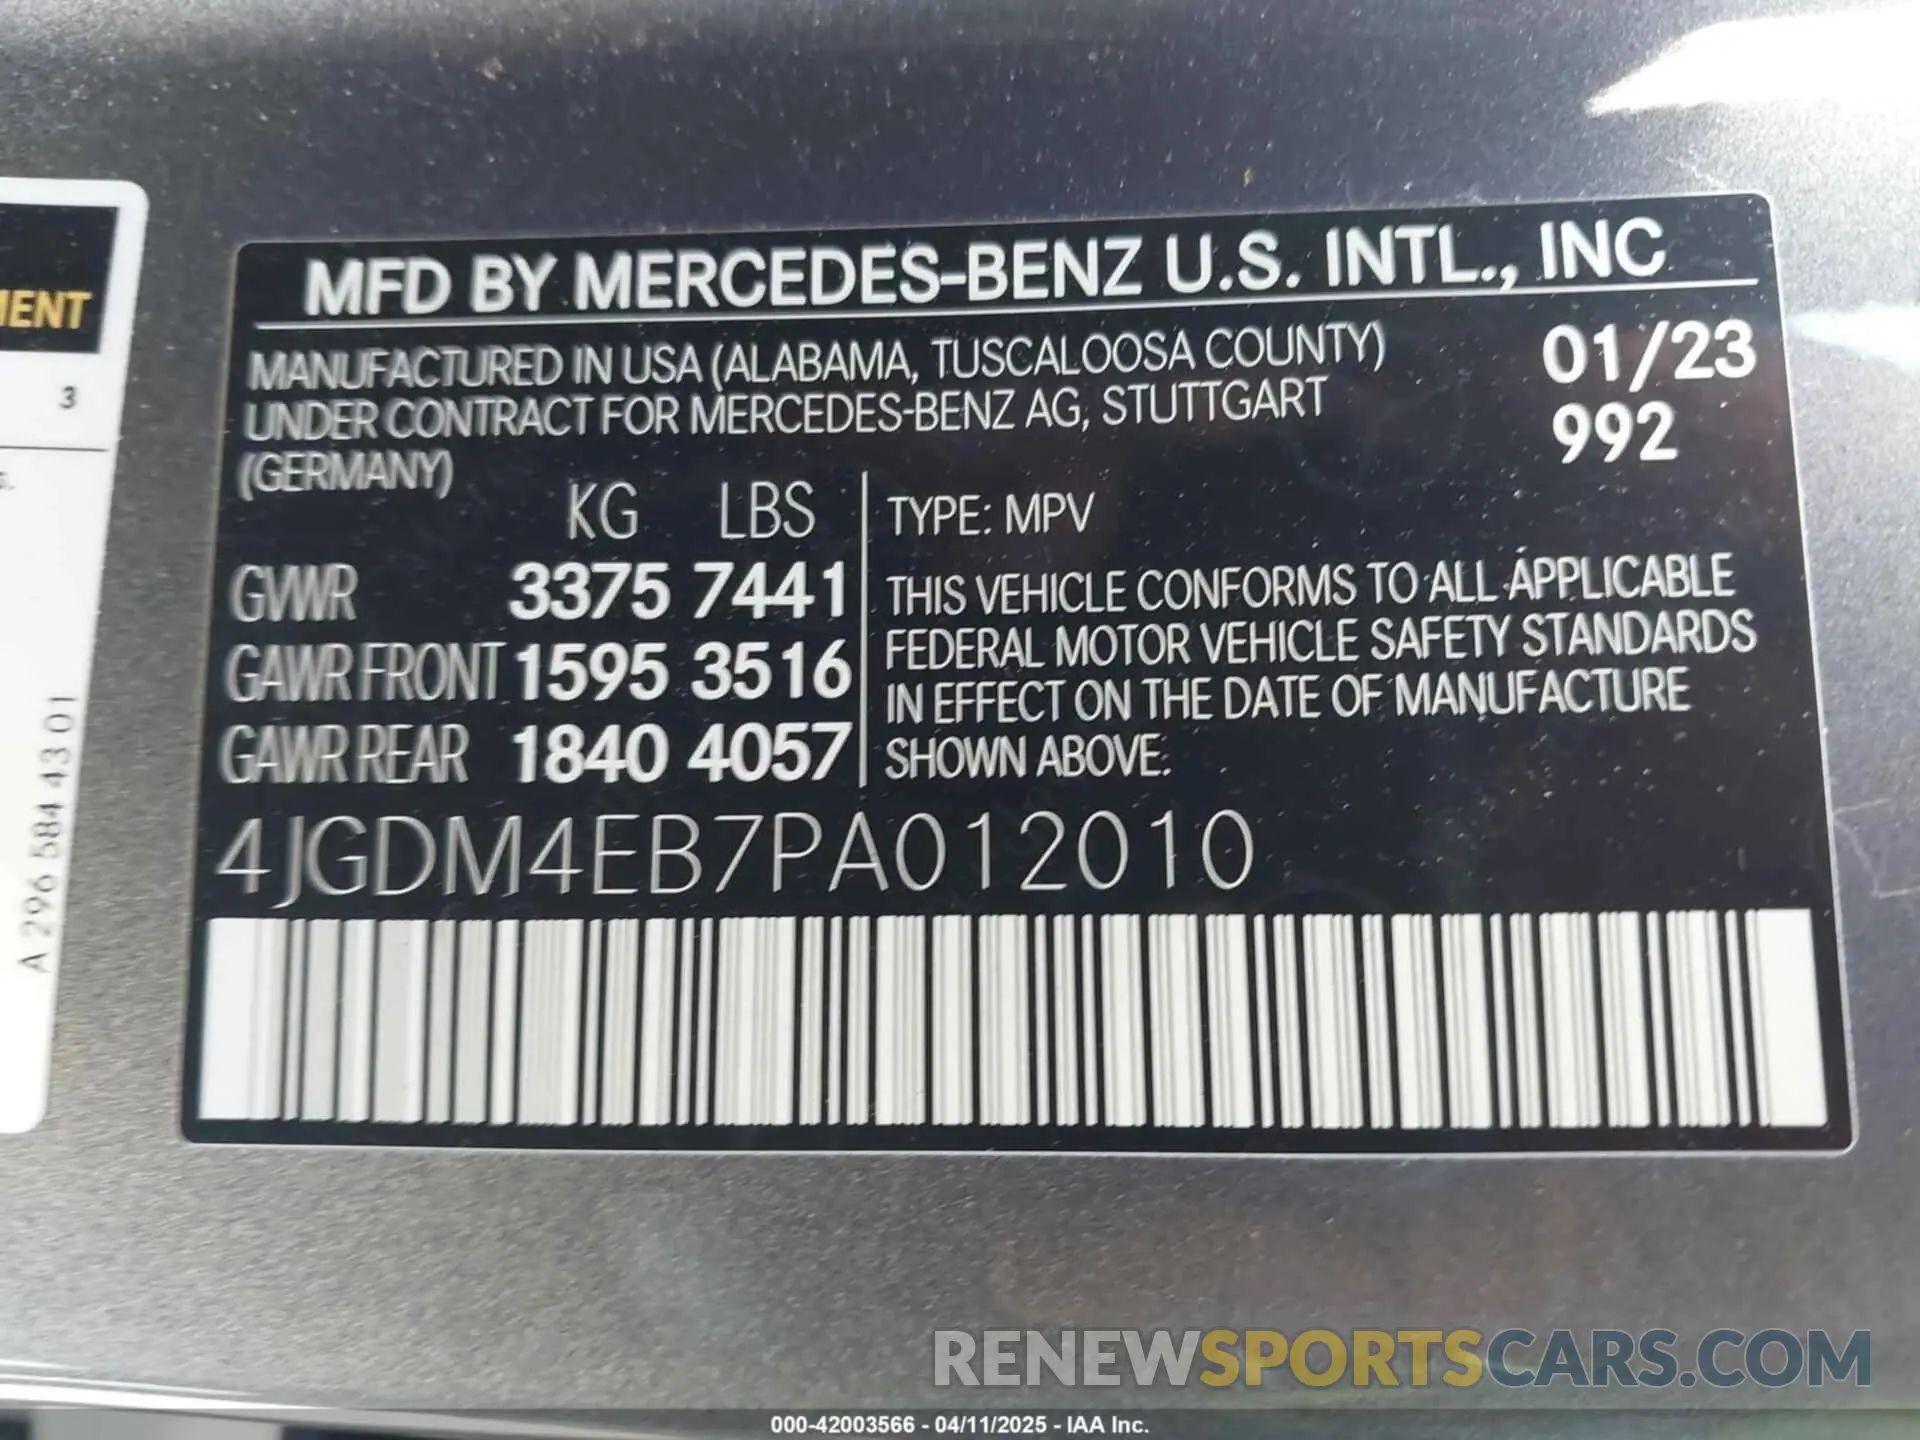 MENT
3
A 296 584 43 01
MFD BY MERCEDES-BENZ U.S. INTL., INC
MANUFACTURED IN USA (ALABAMA, TUSCALOOSA COUNTY)
UNDER CONTRACT FOR MERCEDES-BENZ AG, STUTTGART
(GERMANY)
01/23
992
KG LBS
GVWR 3375 7441
GAWR FRONT 1595 3516
GAWR REAR 1840 4057
TYPE: MPV
THIS VEHICLE CONFORMS TO ALL APPLICABLE
FEDERAL MOTOR VEHICLE SAFETY STANDARDS
IN EFFECT ON THE DATE OF MANUFACTURE
SHOWN ABOVE.
4JGDM4EB7PA012010
RENEWSPORTSCARS.COM
000-42003566 - 04/11/2025 - IAA Inc.